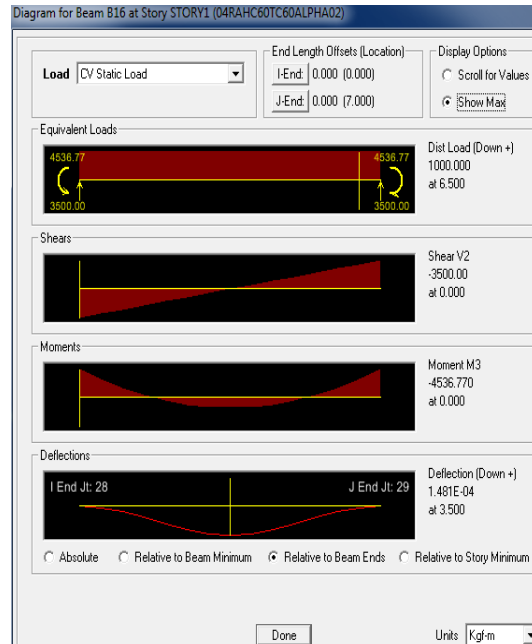 Diagram for Beam B16 at Story STORY1 (04RAHC60TC60ALPHA02)
Load CV Static Load
End Length Offsets (Location)
I-End: 0.000 (0.000)
J-End: 0.000 (7.000)
Display Options
Scroll for Values
Show Max
Equivalent Loads
4536.77 4536.77
3500.00 3500.00
Dist Load (Down +)
1000.000
at 6.500
Shears
Shear V2
-3500.00
at 0.000
Moments
Moment M3
-4536.770
at 0.000
Deflections
I End Jt: 28 J End Jt: 29
Deflection (Down +)
1.481E-04
at 3.500
Absolute Relative to Beam Minimum Relative to Beam Ends Relative to Story Minimum
Done
Units Kgf-m